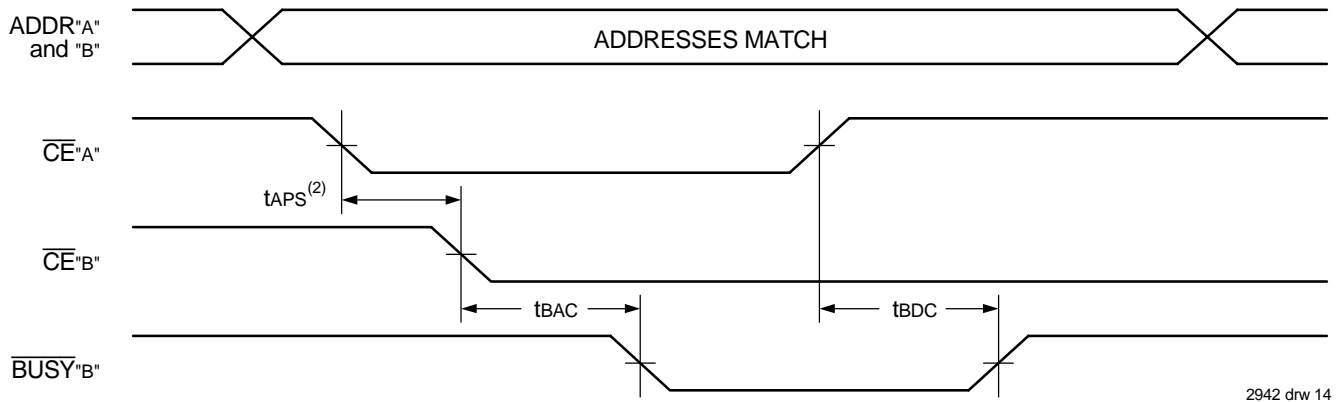 ADDR"A"
and "B"
ADDRESSES MATCH
CE"A"
tAPS(2)
CE"B"
tBAC
tBDC
BUSY"B"
2942 drw 14